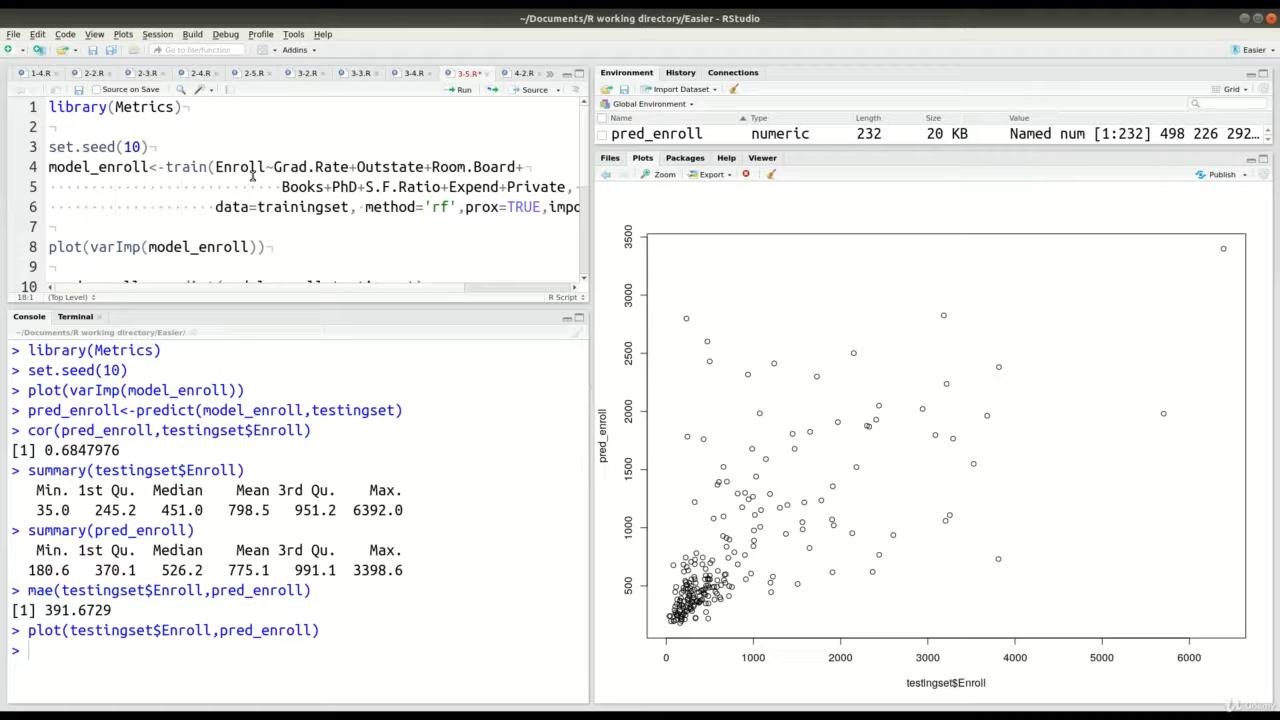 ~/Documents/R working directory/Easier - RStudio
File Edit Code View Plots Session Build Debug Profile Tools Help
Go to file/function Addins Easier
1-4.R 2-2.R 2-3.R 2-4.R 2-5.R 3-2.R 3-3.R 3-4.R 3-5.R* 4-2.R
Source on Save Run Source
1 library(Metrics)
2
3 set.seed(10)
4 model_enroll<-train(Enroll~Grad.Rate+Outstate+Room.Board+
5 Books+PhD+S.F.Ratio+Expend+Private,
6 data=trainingset, method='rf',prox=TRUE,impo
7
8 plot(varImp(model_enroll))
9
10
18:1 (Top Level) R Script
Console Terminal
~/Documents/R working directory/Easier/
> library(Metrics)
> set.seed(10)
> plot(varImp(model_enroll))
> pred_enroll<-predict(model_enroll,testingset)
> cor(pred_enroll,testingset$Enroll)
[1] 0.6847976
> summary(testingset$Enroll)
Min. 1st Qu. Median Mean 3rd Qu. Max.
35.0 245.2 451.0 798.5 951.2 6392.0
> summary(pred_enroll)
Min. 1st Qu. Median Mean 3rd Qu. Max.
180.6 370.1 526.2 775.1 991.1 3398.6
> mae(testingset$Enroll,pred_enroll)
[1] 391.6729
> plot(testingset$Enroll,pred_enroll)
>
Environment History Connections
Import Dataset Grid
Global Environment
Name Type Length Size Value
pred_enroll numeric 232 20 KB Named num [1:232] 498 226 292…
Files Plots Packages Help Viewer
Zoom Export Publish
3500
3000
2500
2000
1500
1000
500
pred_enroll
0 1000 2000 3000 4000 5000 6000
testingset$Enroll
Udemy